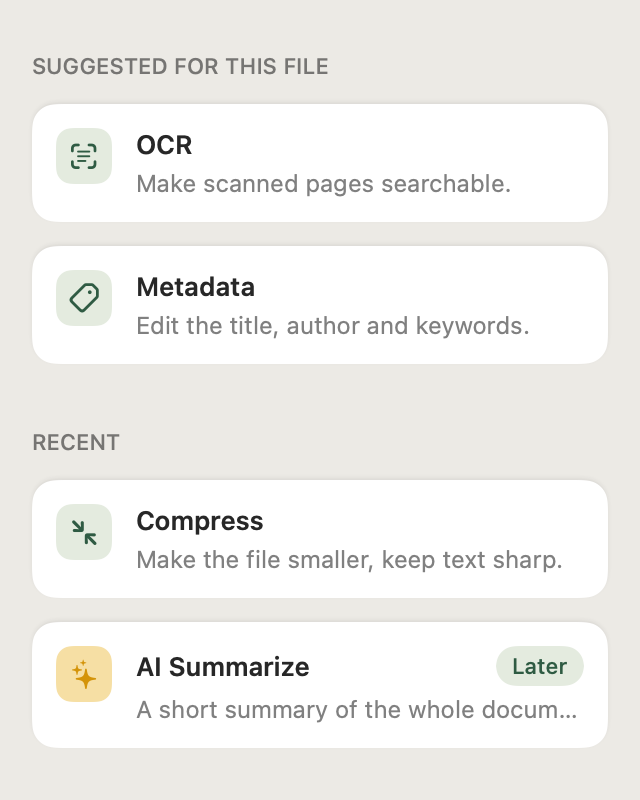 SUGGESTED FOR THIS FILE
OCR
Make scanned pages searchable.
Metadata
Edit the title, author and keywords.
RECENT
Compress
Make the file smaller, keep text sharp.
AI Summarize
Later
A short summary of the whole docum...